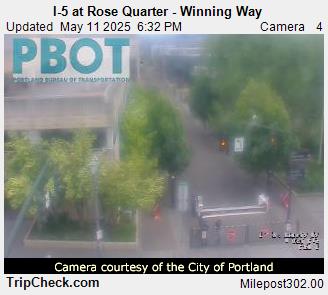 I-5 at Rose Quarter - Winning Way
Updated May 11 2025 6:32 PM Camera 4
PBOT
PORTLAND BUREAU OF TRANSPORTATION
Camera courtesy of the City of Portland
TripCheck.com Milepost302.00